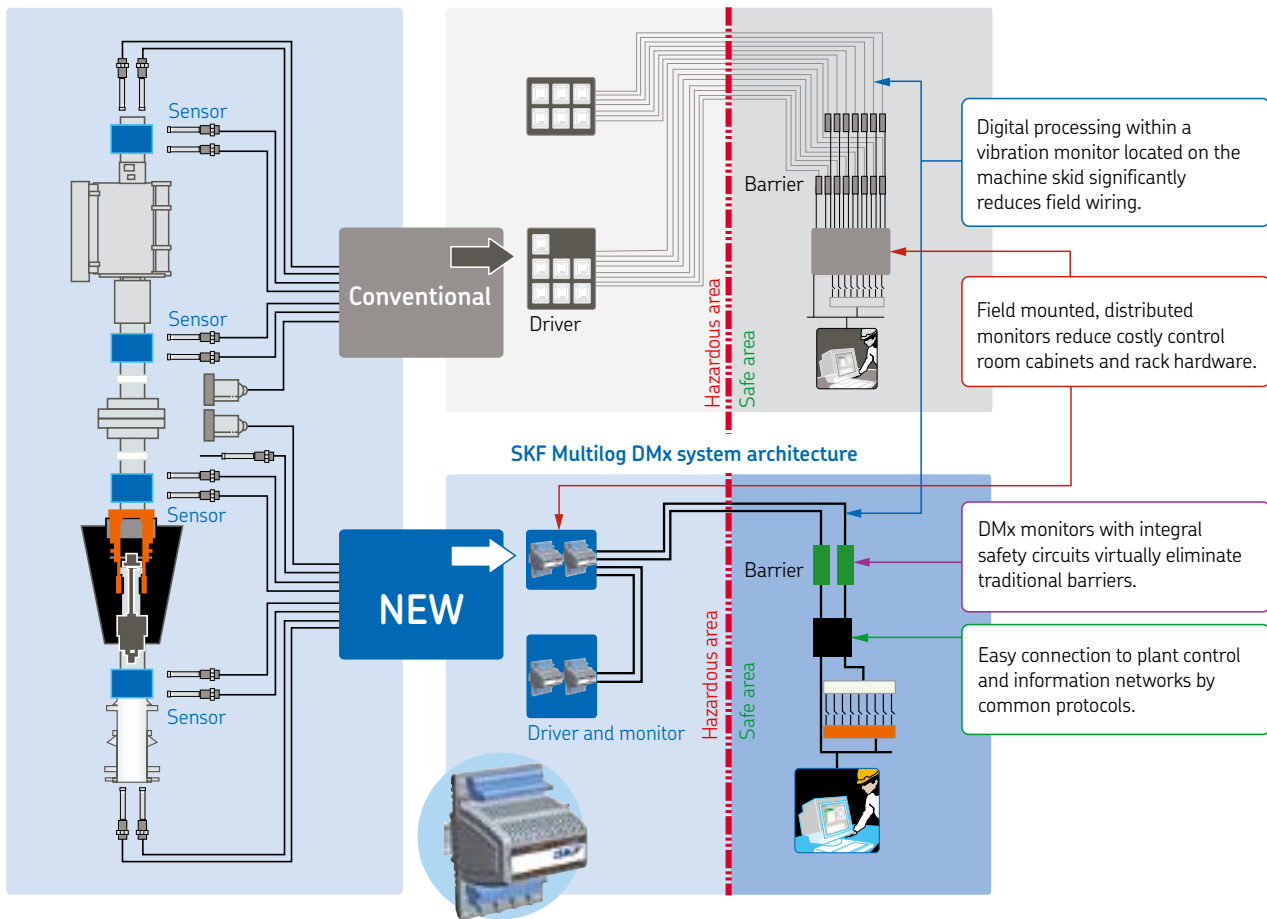 Sensor
Sensor
Sensor
Sensor
Conventional
NEW
Driver
Barrier
Hazardous area
Safe area
SKF Multilog DMx system architecture
Barrier
Hazardous area
Safe area
Driver and monitor
SKF
Digital processing within a
vibration monitor located on the
machine skid significantly
reduces field wiring.
Field mounted, distributed
monitors reduce costly control
room cabinets and rack hardware.
DMx monitors with integral
safety circuits virtually eliminate
traditional barriers.
Easy connection to plant control
and information networks by
common protocols.